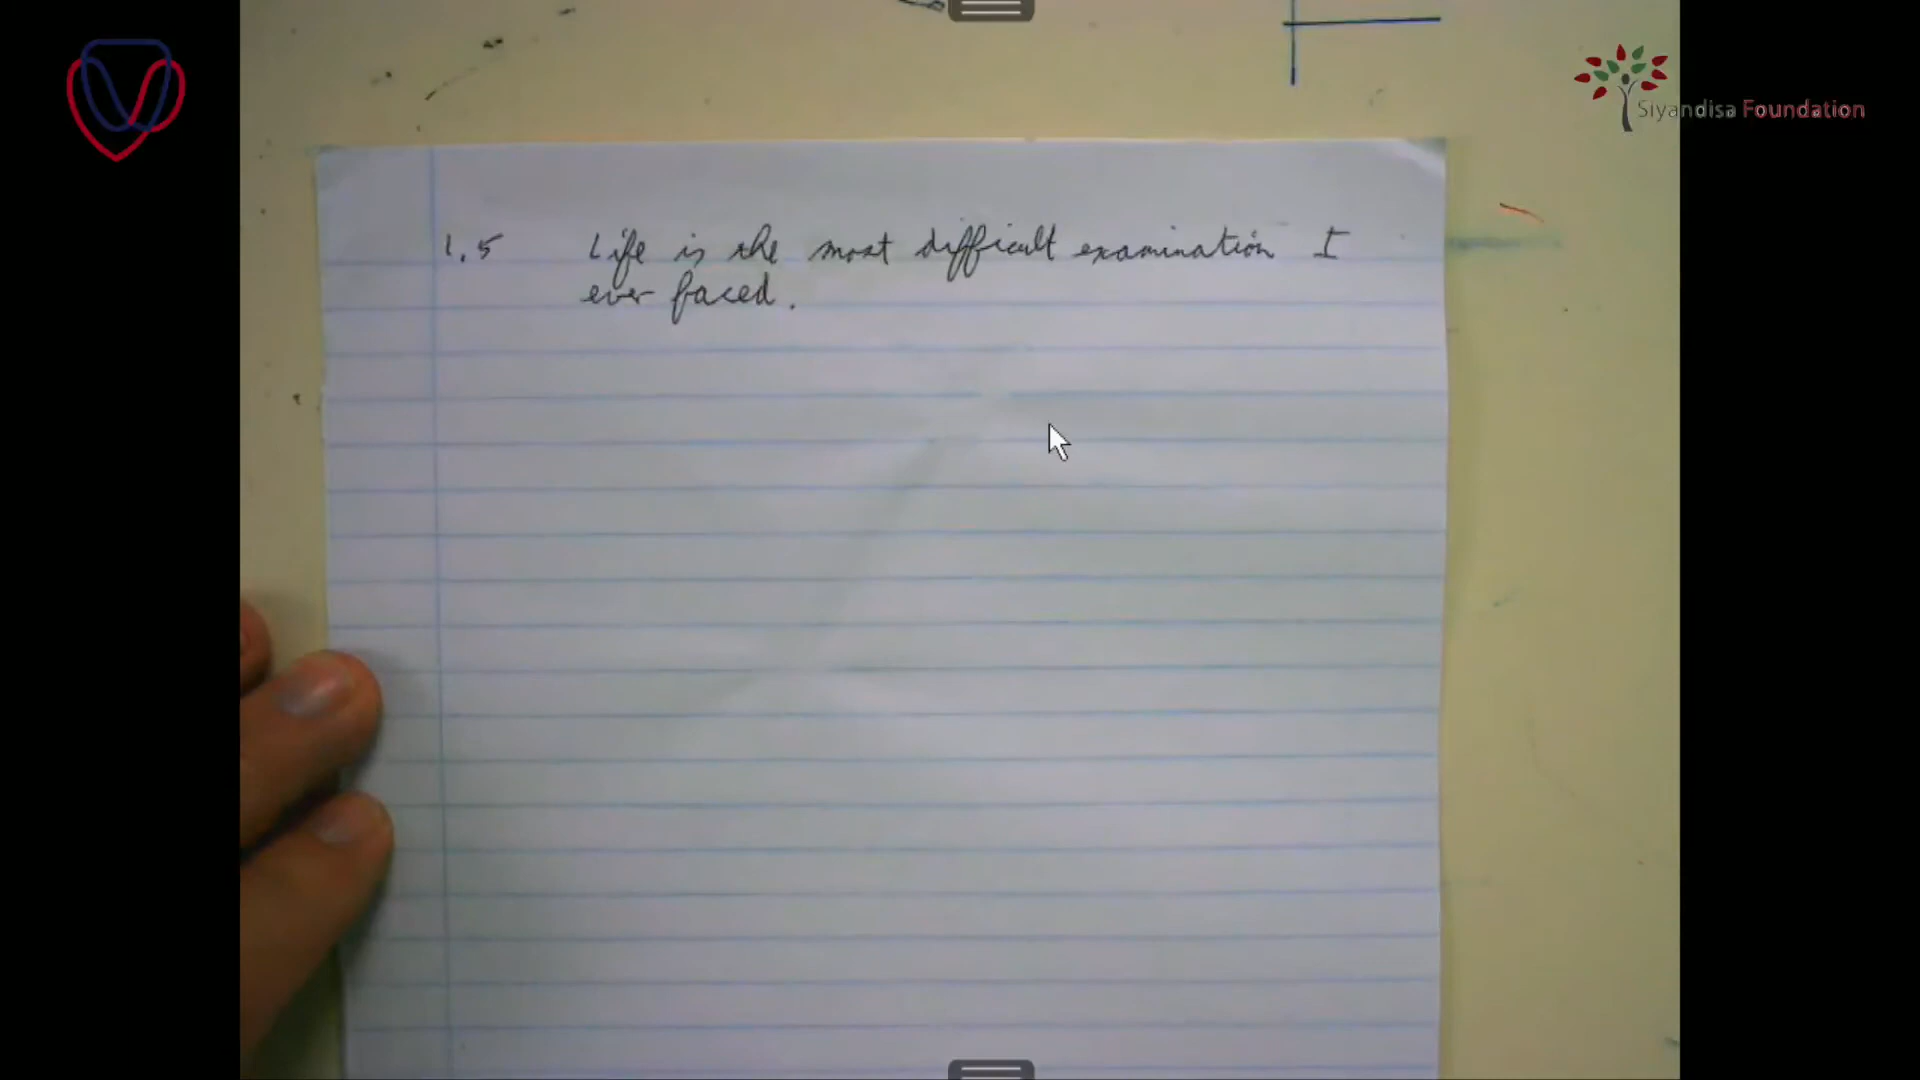 Siyandisa Foundation
1.5 Life is the most difficult examination I
ever faced.